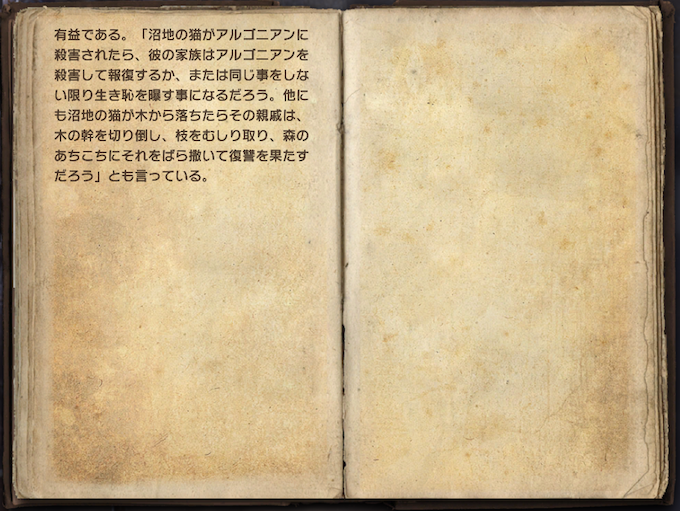 有益である。「沼地の猫がアルゴニアンに
殺害されたら、彼の家族はアルゴニアンを
殺害して報復するか、または同じ事をしな
い限り生き恥を曝す事になるだろう。他に
も沼地の猫が木から落ちたらその親戚は、
木の幹を切り倒し、枝をむしり取り、森の
あちこちにそれをばら撒いて復讐を果たす
だろう」とも言っている。